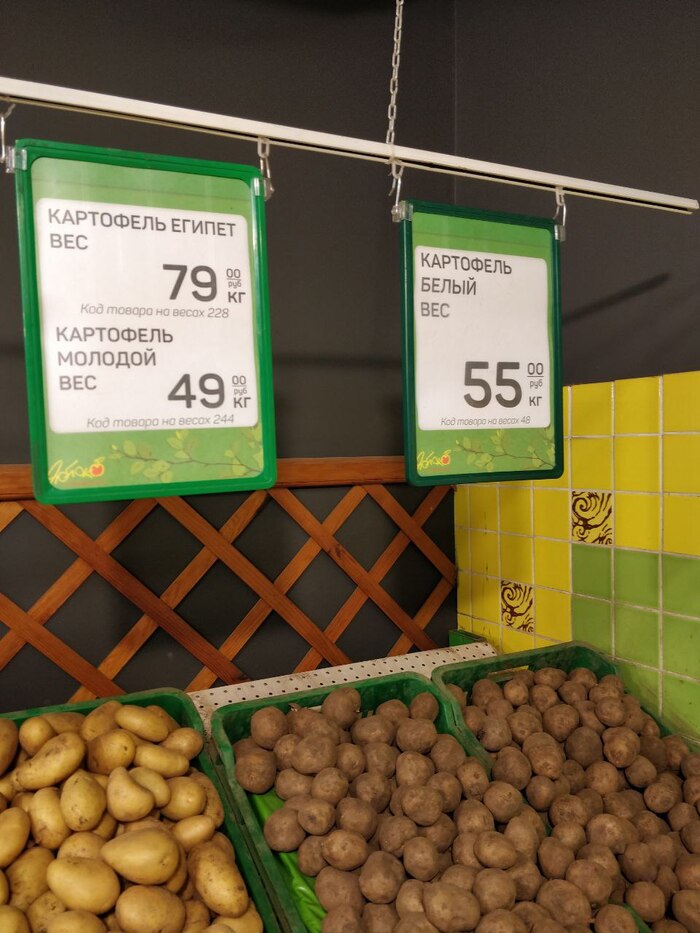 КАРТОФЕЛЬ ЕГИПЕТ
ВЕС
79 00 руб КГ
Код товара на весах 228
КАРТОФЕЛЬ
МОЛОДОЙ
ВЕС
49 00 руб КГ
Код товара на весах 244
КАРТОФЕЛЬ
БЕЛЫЙ
ВЕС
55 00 руб КГ
Код товара на весах 48